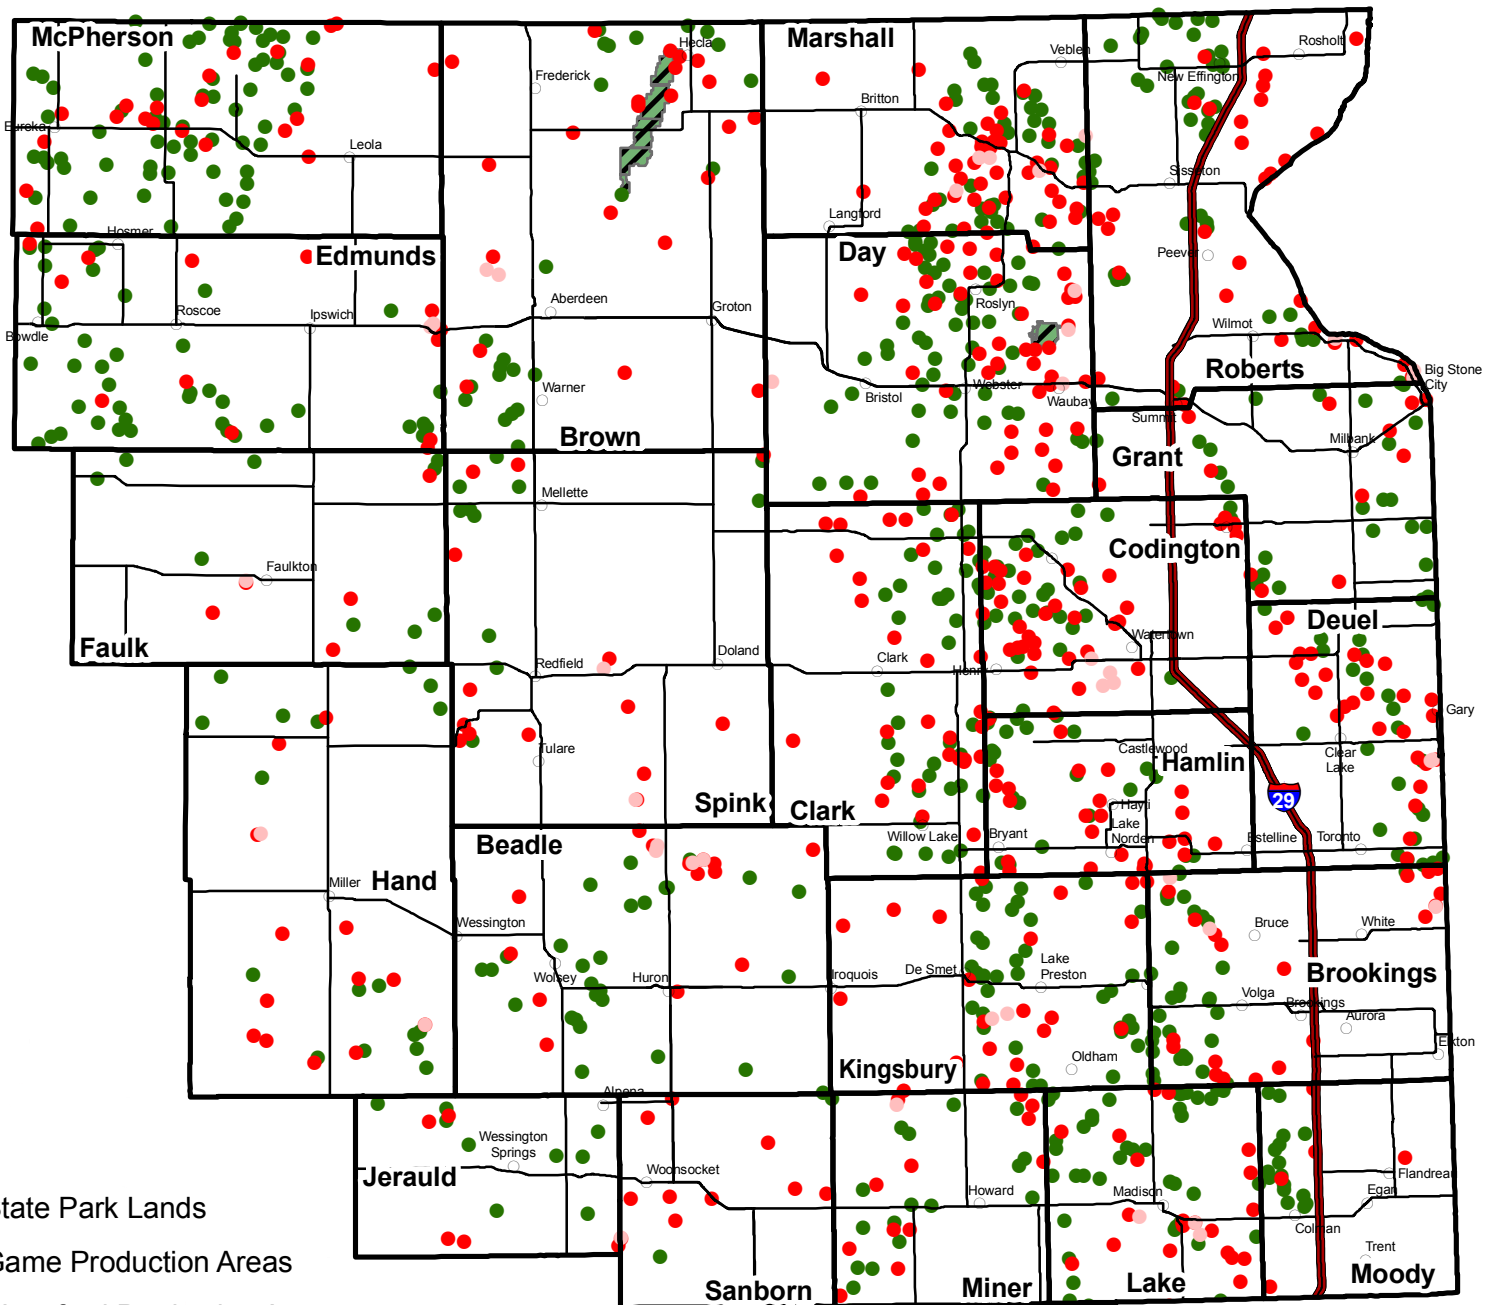 McPherson
Marshall
Hecla
Veblen
Rosholt
Frederick
New Effington
Britton
Eureka
Leola
Sisseton
Langford
Hosmer
Edmunds
Day
Peever
Roslyn
Aberdeen
Groton
Roscoe
Ipswich
Bowdle
Wilmot
Roberts
Big Stone
City
Warner
Bristol
Webster
Waubay
Summit
Brown
Grant
Milbank
Mellette
Codington
Faulkton
Deuel
Faulk
Redfield
Doland
Clark
Henry
Watertown
Gary
Tulare
Castlewood
Hamlin
Clear
Lake
Spink
Clark
29
Hayti
Lake
Norden
Willow Lake
Bryant
Estelline
Toronto
Beadle
Hand
Miller
Wessington
Bruce
White
Wolsey
Huron
Iroquois
De Smet
Lake
Preston
Brookings
Volga
Brookings
Aurora
Elkton
Kingsbury
Oldham
Alpena
Wessington
Springs
Jerauld
Woonsocket
Howard
Madison
Flandreau
Egan
Colman
Trent
State Park Lands
Game Production Areas
Sanborn
Miner
Lake
Moody